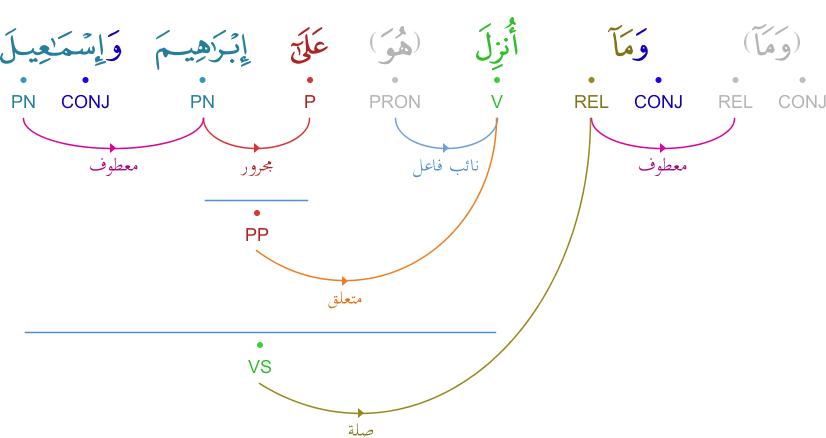 (وَمَآ) وَمَآ أُنزِلَ (هُوَ) عَلَىٰٓ إِبْرَٰهِيمَ وَإِسْمَـٰعِيلَ
CONJ REL CONJ REL V PRON P PN CONJ PN
معطوف نائب فاعل مجرور معطوف
PP
متعلق
VS
صلة